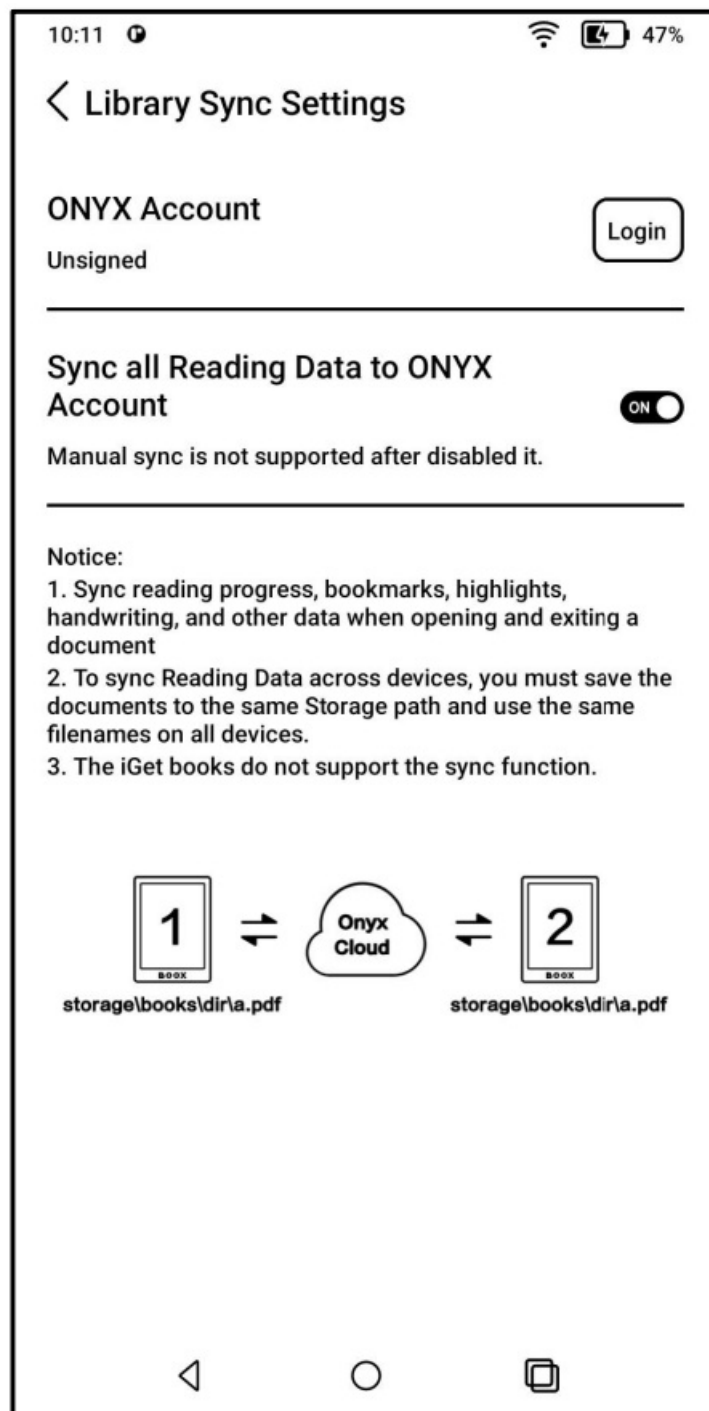 10:11 47%
Library Sync Settings
ONYX Account
Login
Unsigned
Sync all Reading Data to ONYX
Account
ON
Manual sync is not supported after disabled it.
Notice:
1. Sync reading progress, bookmarks, highlights,
handwriting, and other data when opening and exiting a
document
2. To sync Reading Data across devices, you must save the
documents to the same Storage path and use the same
filenames on all devices.
3. The iGet books do not support the sync function.
1 Onyx 2
Cloud
BOOX BOOX
storage\books\dir\a.pdf storage\books\dir\a.pdf